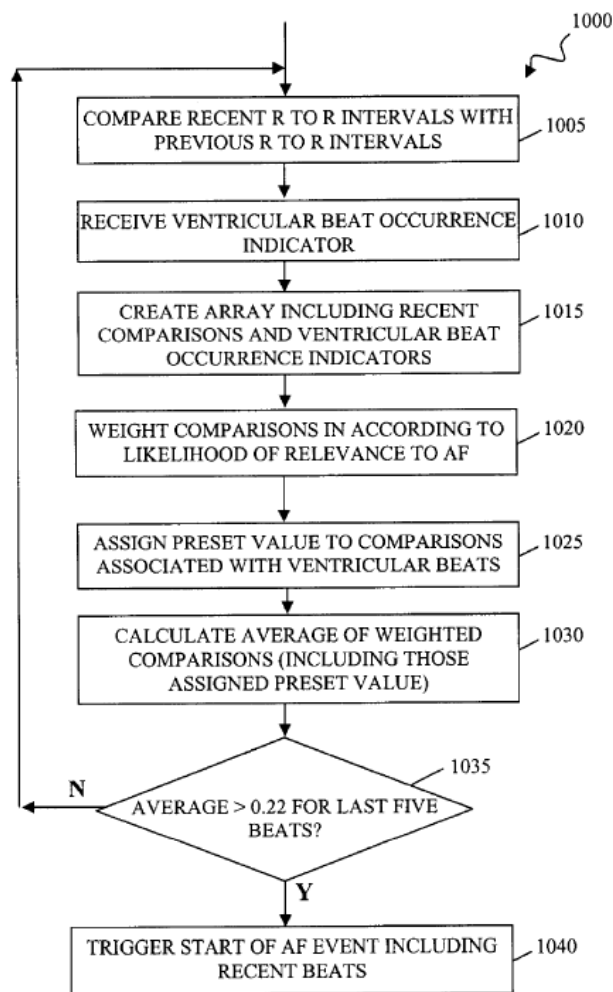 1000
COMPARE RECENT R TO R INTERVALS WITH
PREVIOUS R TO R INTERVALS
1005
RECEIVE VENTRICULAR BEAT OCCURRENCE
INDICATOR
1010
CREATE ARRAY INCLUDING RECENT
COMPARISONS AND VENTRICULAR BEAT
OCCURRENCE INDICATORS
1015
WEIGHT COMPARISONS IN ACCORDING TO
LIKELIHOOD OF RELEVANCE TO AF
1020
ASSIGN PRESET VALUE TO COMPARISONS
ASSOCIATED WITH VENTRICULAR BEATS
1025
CALCULATE AVERAGE OF WEIGHTED
COMPARISONS (INCLUDING THOSE
ASSIGNED PRESET VALUE)
1030
1035
N
AVERAGE > 0.22 FOR LAST FIVE
BEATS?
Y
TRIGGER START OF AF EVENT INCLUDING
RECENT BEATS
1040